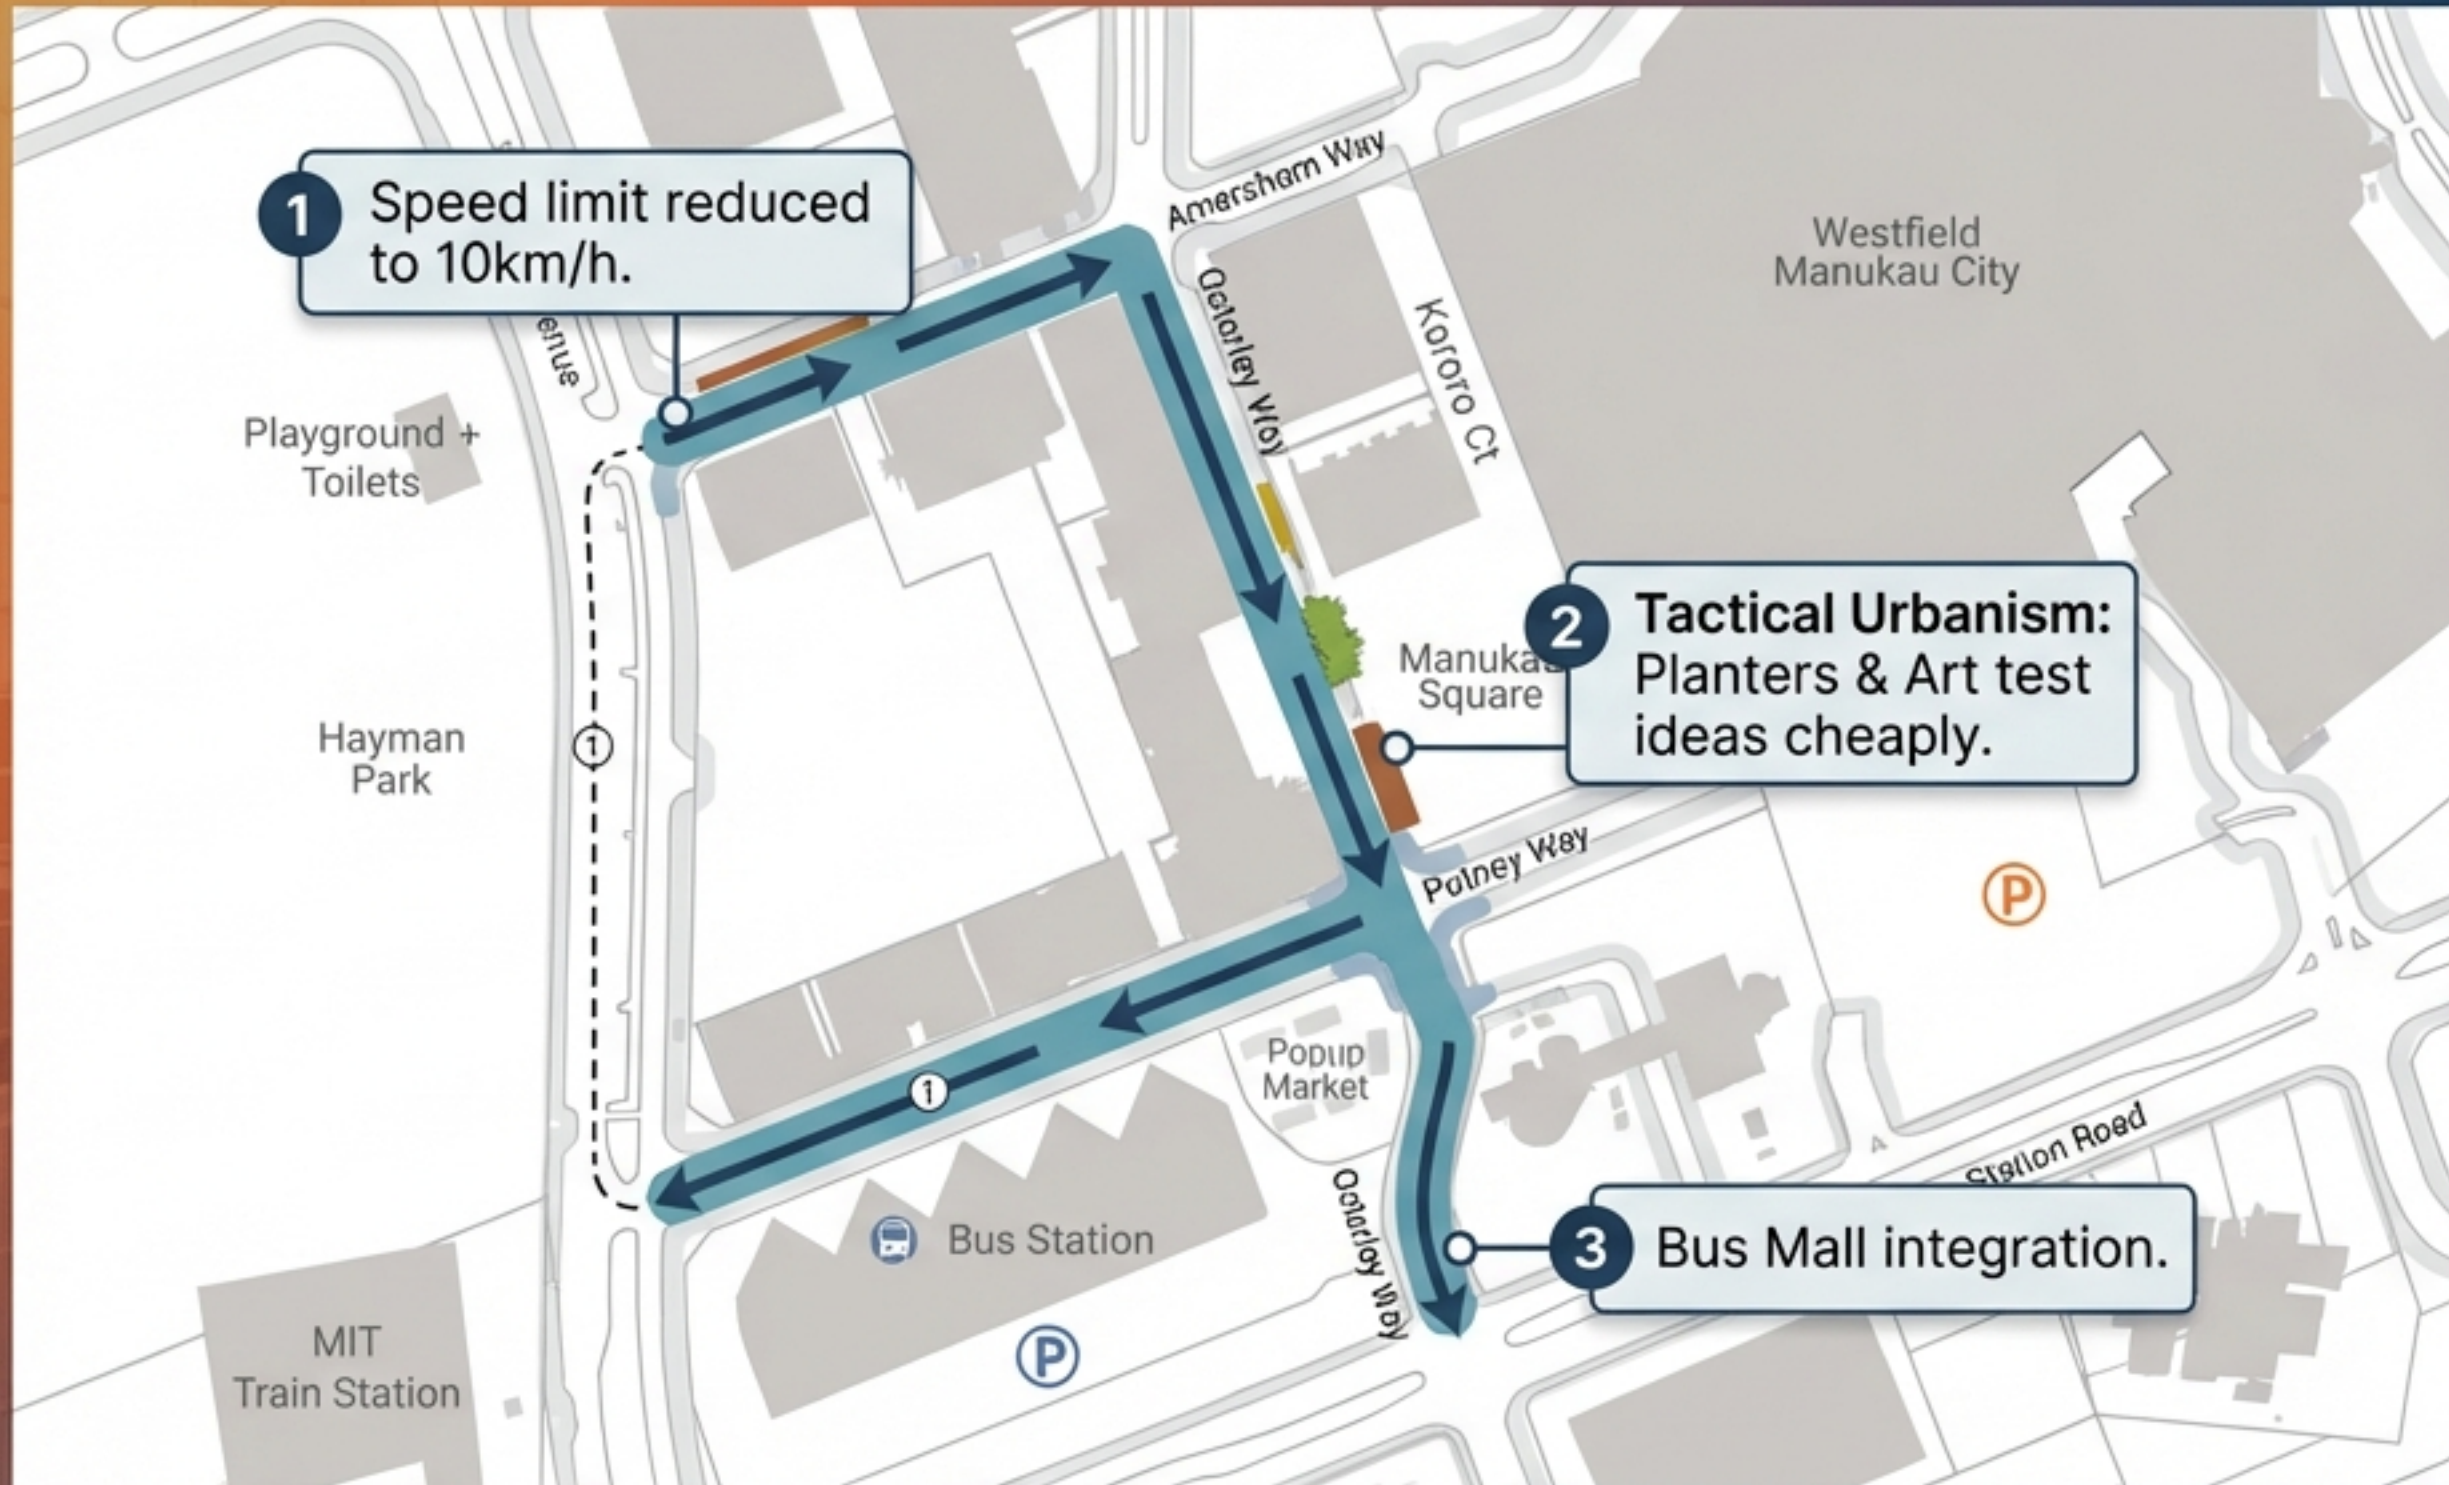 1
Speed limit reduced
to 10km/h.
Amersham Way
Westfield
Manukau City
enue
Kororo Ct
Playground +
Toilets
2
Tactical Urbanism:
Planters & Art test
ideas cheaply.
Square
Hayman
Park
1
Way
P
Popup
Market
1
Road
3
Bus Mall integration.
Bus Station
P
MIT
Train Station